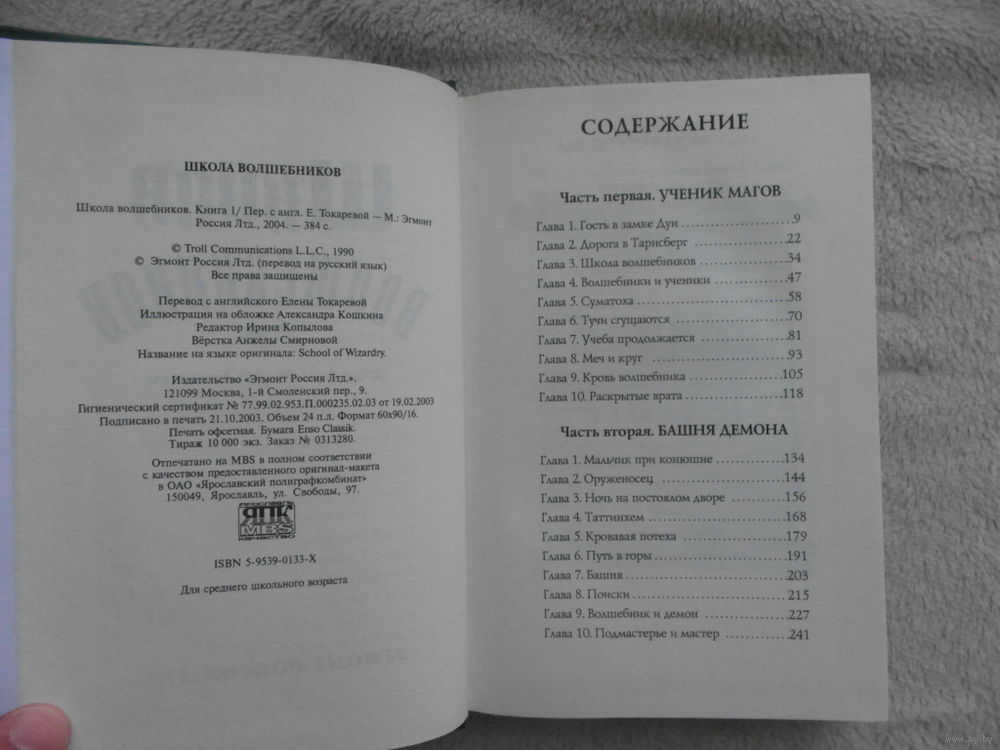 ШКОЛА ВОЛШЕБНИКОВ
Школа волшебников. Книга 1/ Пер. с англ. Е. Токаревой — М.: Эгмонт
Россия Лтд., 2004. — 384 с.
© Troll Communications L.L.C., 1990
© Эгмонт Россия Лтд. (перевод на русский язык)
Все права защищены
Перевод с английского Елены Токаревой
Иллюстрация на обложке Александра Кошкина
Редактор Ирина Копылова
Вёрстка Анжелы Смирновой
Название на языке оригинала: School of Wizardry.
Издательство «Эгмонт Россия Лтд.».
121099 Москва, 1-й Смоленский пер., 9.
Гигиенический сертификат № 77.99.02.953.П.000235.02.03 от 19.02.2003
Подписано в печать 21.10.2003. Объем 24 п.л. Формат 60х90/16.
Печать офсетная. Бумага Enso Classik.
Тираж 10 000 экз. Заказ № 0313280.
Отпечатано на MBS в полном соответствии
с качеством предоставленного оригинал-макета
в ОАО «Ярославский полиграфкомбинат»
150049, Ярославль, ул. Свободы, 97.
ЯРОСЛАВЛЬ
ЯПК
MBS
КАЧЕСТВО
ISBN 5-9539-0133-X
Для среднего школьного возраста
СОДЕРЖАНИЕ
Часть первая. УЧЕНИК МАГОВ
Глава 1. Гость в замке Дун ..... 9
Глава 2. Дорога в Тарнсберг ..... 22
Глава 3. Школа волшебников ..... 34
Глава 4. Волшебники и ученики ..... 47
Глава 5. Суматоха ..... 58
Глава 6. Тучи сгущаются ..... 70
Глава 7. Учеба продолжается ..... 81
Глава 8. Меч и круг ..... 93
Глава 9. Кровь волшебника ..... 105
Глава 10. Раскрытые врата ..... 118
Часть вторая. БАШНЯ ДЕМОНА
Глава 1. Мальчик при конюшне ..... 134
Глава 2. Оруженосец ..... 144
Глава 3. Ночь на постоялом дворе ..... 156
Глава 4. Таттинхем ..... 168
Глава 5. Кровавая потеха ..... 179
Глава 6. Путь в горы ..... 191
Глава 7. Башня ..... 203
Глава 8. Поиски ..... 215
Глава 9. Волшебник и демон ..... 227
Глава 10. Подмастерье и мастер ..... 241
www.ay.by